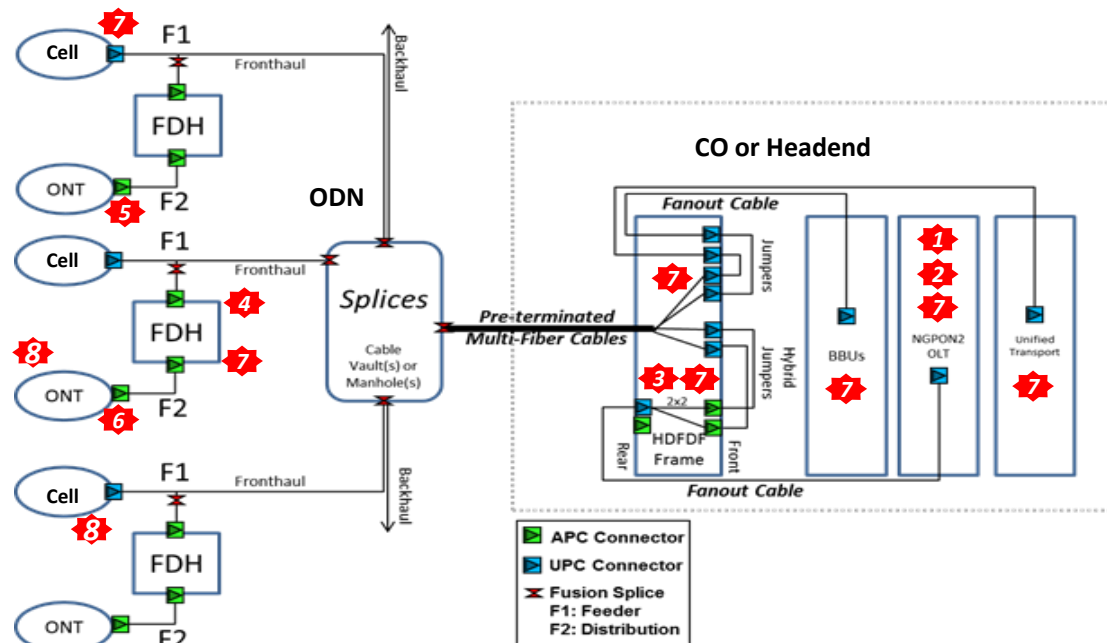 7
F1
Cell
Fronthaul
FDH
ONT
F2
5
Backhaul
ODN
F1
Cell
Fronthaul
4
FDH
7
8
ONT
F2
6
Splices
Cable
Vault(s) or
Manhole(s)
Pre-terminated
Multi-Fiber Cables
Backhaul
F1
Cell
Fronthaul
8
FDH
ONT
F2
CO or Headend
Fanout Cable
Jumpers
7
Hybrid
Jumpers
3
7
2x2
HDFDF
Frame
Rear
Front
Fanout Cable
BBUs
7
1
2
7
NGPON2
OLT
Unified
Transport
7
APC Connector
UPC Connector
Fusion Splice
F1: Feeder
F2: Distribution